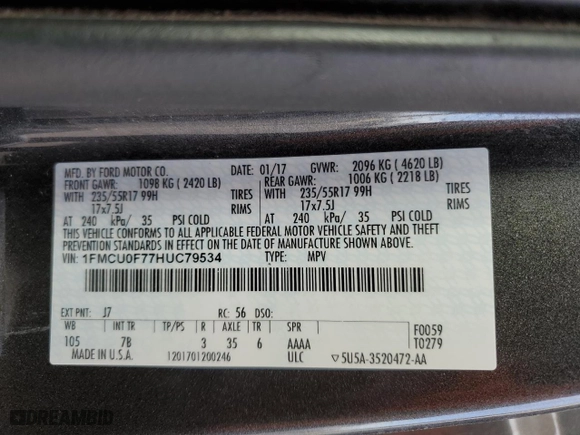 MFD. BY FORD MOTOR CO. DATE: 01/17 GVWR: 2096 KG ( 4620 LB)
FRONT GAWR: 1098 KG ( 2420 LB) REAR GAWR: 1006 KG ( 2218 LB)
WITH 235/55R17 99H TIRES WITH 235/55R17 99H TIRES
17x7.5J RIMS 17x7.5J RIMS
AT 240 kPa/ 35 PSI COLD AT 240 kPa/ 35 PSI COLD
THIS VEHICLE CONFORMS TO ALL APPLICABLE FEDERAL MOTOR VEHICLE SAFETY AND THEFT
PREVENTION STANDARDS IN EFFECT ON THE DATE OF MANUFACTURE SHOWN ABOVE.
VIN: 1FMCU0F77HUC79534 TYPE: MPV
EXT PNT: J7 RC: 56 DSO:
WB INT TR TP/PS R AXLE TR SPR F0059
105 7B 3 35 6 AAAA T0279
MADE IN U.S.A. 1201701200246 ULC ▽5U5A-3520472-AA
© DREAMBID